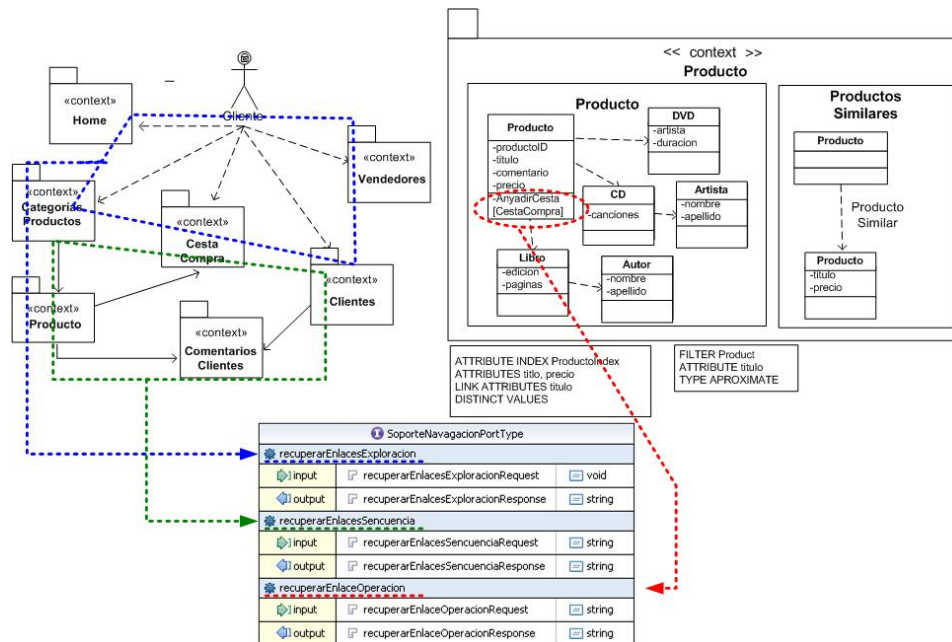 «context»
Home
Cliente
«context»
Vendedores
«context»
Categorías
Productos
«context»
Cesta
Compra
«context»
Clientes
«context»
Producto
«context»
Comentarios
Clientes
<< context >>
Producto
Producto
Producto
-productoID
-titulo
-comentario
-precio
-AnyadirCesta
[CestaCompra]
DVD
-artista
-duracion
CD
-canciones
Artista
-nombre
-apellido
Libro
-edicion
-paginas
Autor
-nombre
-apellido
Productos
Similares
Producto
Producto
Similar
Producto
-titulo
-precio
ATTRIBUTE INDEX ProductoIndex
ATTRIBUTES titlo, precio
LINK ATTRIBUTES titulo
DISTINCT VALUES
FILTER Product
ATTRIBUTE titulo
TYPE APROXIMATE
SoporteNavagacionPortType
recuperarEnlacesExploracion
input recuperarEnlacesExploracionRequest void
output recuperarEnalcesExploracionResponse string
recuperarEnlacesSencuencia
input recuperarEnlacesSencuenciaRequest string
output recuperarEnlacesSencuenciaResponse string
recuperarEnlaceOperacion
input recuperarEnlaceOperacionRequest string
output recuperarEnlaceOperacionResponse string